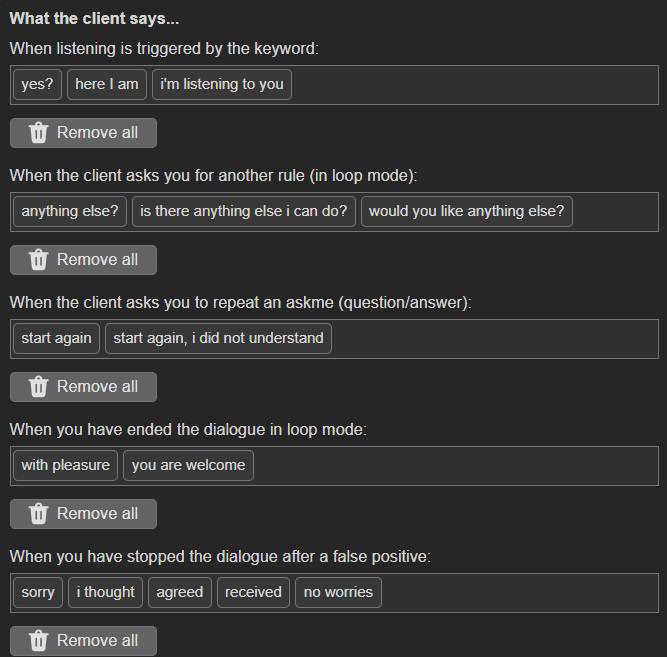 What the client says...
When listening is triggered by the keyword:
yes? here I am i'm listening to you
Remove all
When the client asks you for another rule (in loop mode):
anything else? is there anything else i can do? would you like anything else?
Remove all
When the client asks you to repeat an askme (question/answer):
start again start again, i did not understand
Remove all
When you have ended the dialogue in loop mode:
with pleasure you are welcome
Remove all
When you have stopped the dialogue after a false positive:
sorry i thought agreed received no worries
Remove all